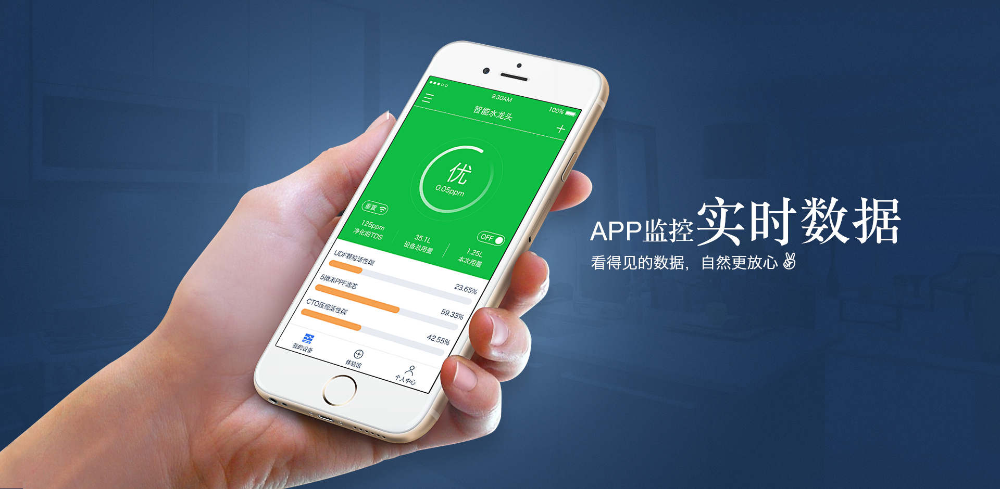 9:30AM
100%
智能水龙头
优
0.05ppm
重置
OFF
125ppm
净化前TDS
35.1L
设备总用量
1.25L
本次用量
UDF颗粒活性碳
23.65%
5微米PPF滤芯
59.33%
CTO压缩活性碳
42.55%
我的设备
体验馆
个人中心
APP监控实时数据
看得见的数据，自然更放心